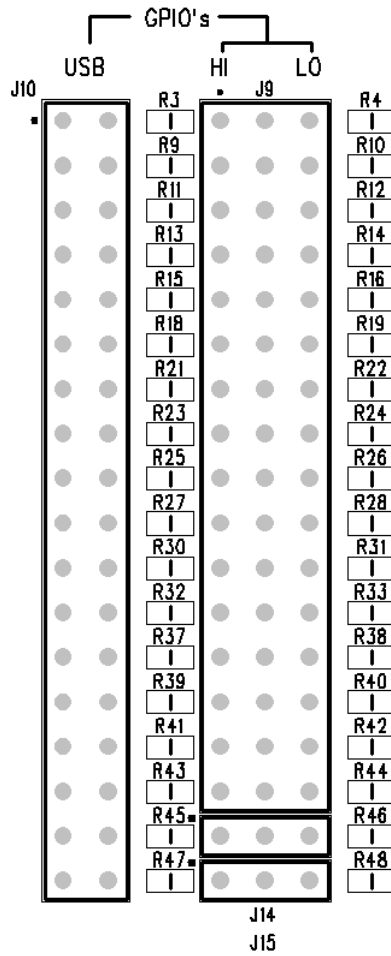 GPIO's
USB HI LO
J10 J9
R3 R4
R9 R10
R11 R12
R13 R14
R15 R16
R18 R19
R21 R22
R23 R24
R25 R26
R27 R28
R30 R31
R32 R33
R37 R38
R39 R40
R41 R42
R43 R44
R45 R46
R47 R48
J14
J15